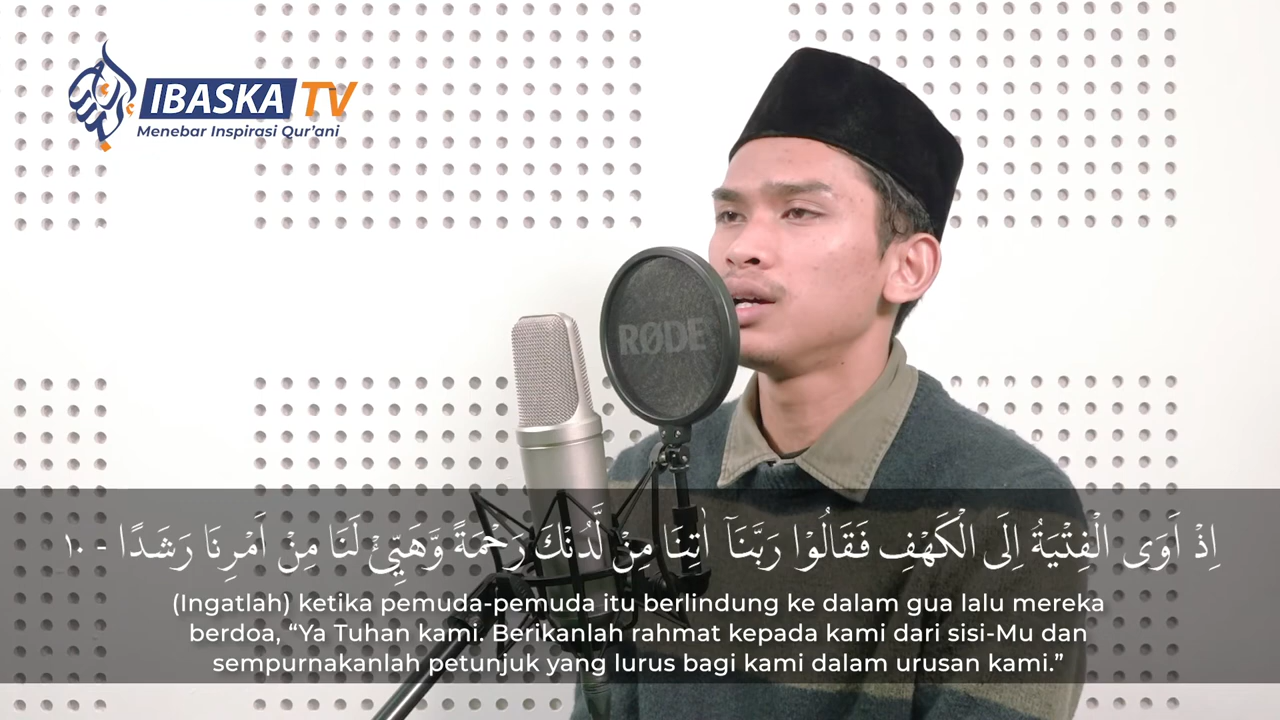 IBASKA TV
Menebar Inspirasi Qur'ani
RØDE
اِذْ اَوَى الْفِتْيَةُ اِلَى الْكَهْفِ فَقَالُوْا رَبَّنَآ اٰتِنَا مِنْ لَّدُنْكَ رَحْمَةً وَّهَيِّئْ لَنَا مِنْ اَمْرِنَا رَشَدًا - ١٠
(Ingatlah) ketika pemuda-pemuda itu berlindung ke dalam gua lalu mereka
berdoa, “Ya Tuhan kami. Berikanlah rahmat kepada kami dari sisi-Mu dan
sempurnakanlah petunjuk yang lurus bagi kami dalam urusan kami.”